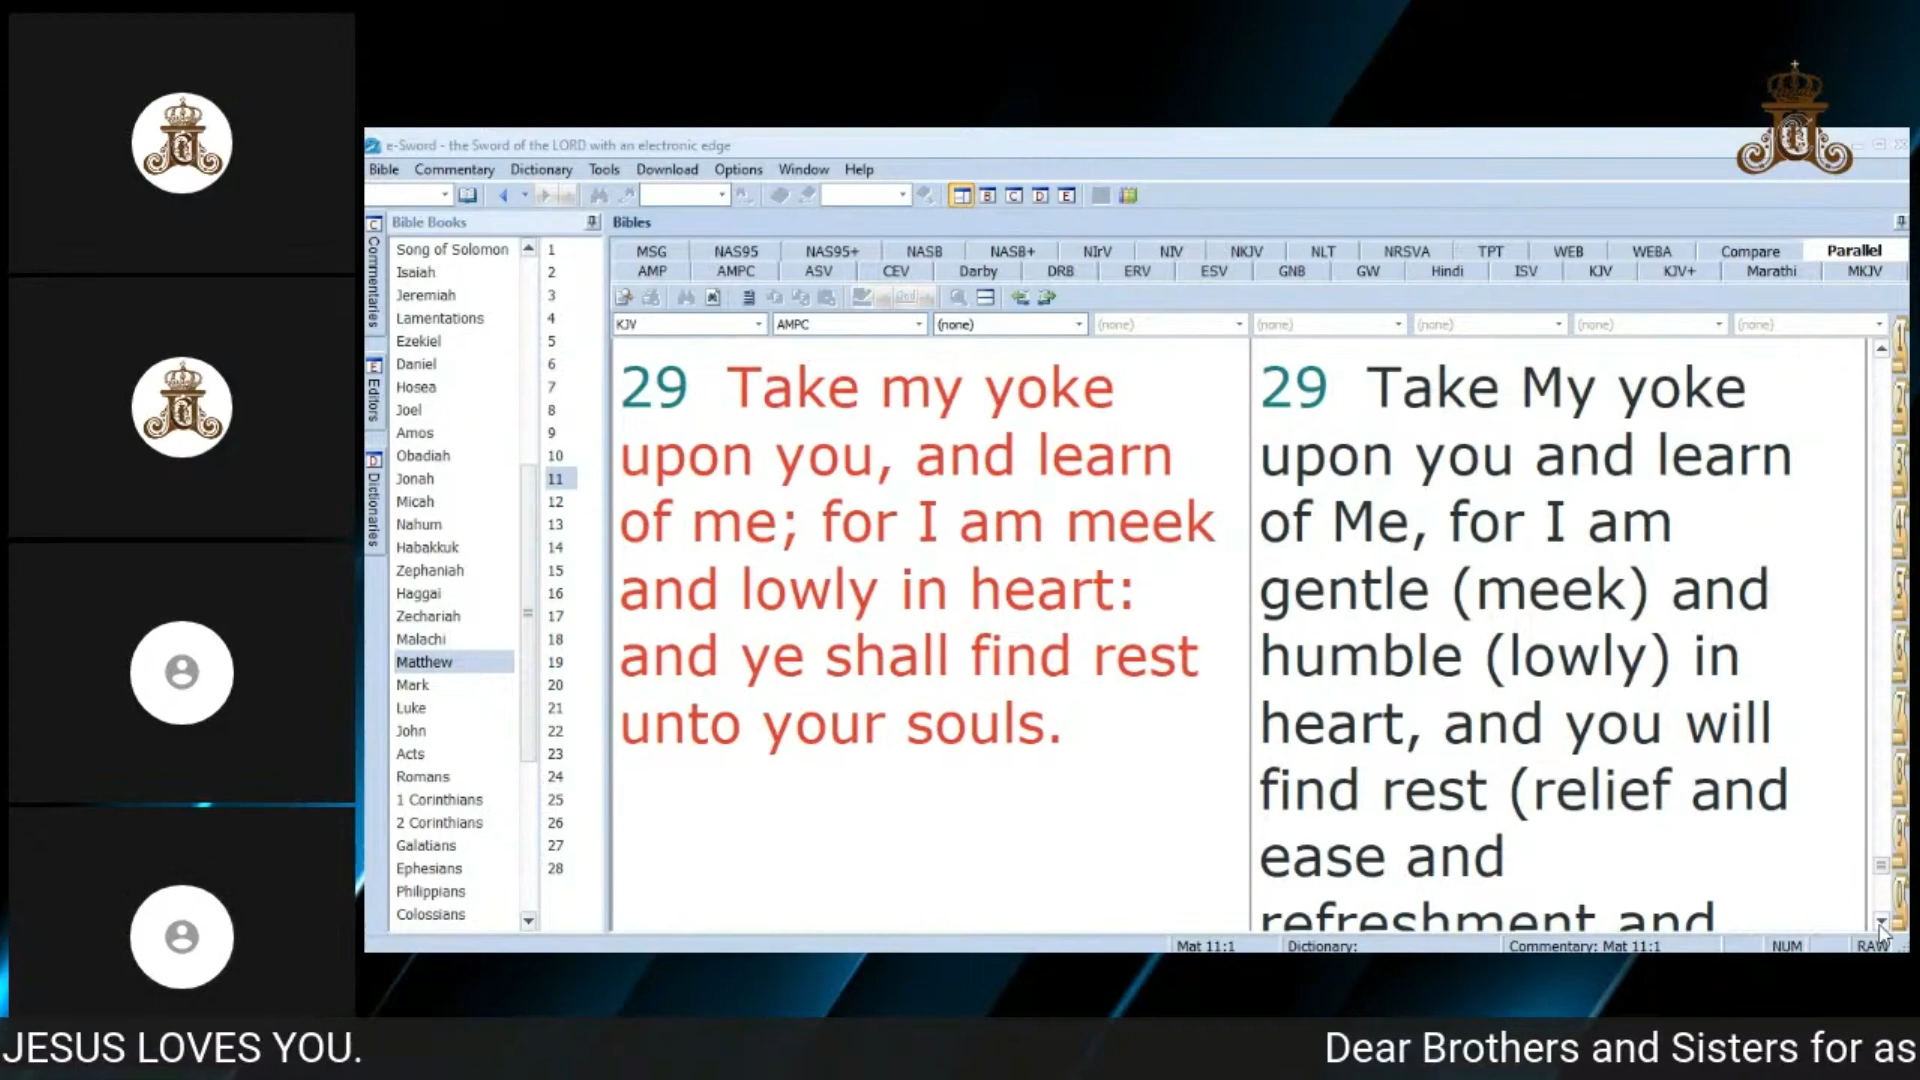 e-Sword - the Sword of the LORD with an electronic edge
Bible Commentary Dictionary Tools Download Options Window Help
B C D E
Bible Books
Bibles
C Commentaries
E Editors
D Dictionaries
Song of Solomon
Isaiah
Jeremiah
Lamentations
Ezekiel
Daniel
Hosea
Joel
Amos
Obadiah
Jonah
Micah
Nahum
Habakkuk
Zephaniah
Haggai
Zechariah
Malachi
Matthew
Mark
Luke
John
Acts
Romans
1 Corinthians
2 Corinthians
Galatians
Ephesians
Philippians
Colossians
1
2
3
4
5
6
7
8
9
10
11
12
13
14
15
16
17
18
19
20
21
22
23
24
25
26
27
28
MSG NAS95 NAS95+ NASB NASB+ NIrV NIV NKJV NLT NRSVA TPT WEB WEBA Compare Parallel
AMP AMPC ASV CEV Darby DRB ERV ESV GNB GW Hindi ISV KJV KJV+ Marathi MKJV
KJV AMPC (none) (none) (none) (none) (none) (none)
29 Take my yoke
upon you, and learn
of me; for I am meek
and lowly in heart:
and ye shall find rest
unto your souls.
29 Take My yoke
upon you and learn
of Me, for I am
gentle (meek) and
humble (lowly) in
heart, and you will
find rest (relief and
ease and
refreshment and
Mat 11:1 Dictionary: Commentary: Mat 11:1 NUM RAW
JESUS LOVES YOU.
Dear Brothers and Sisters for as